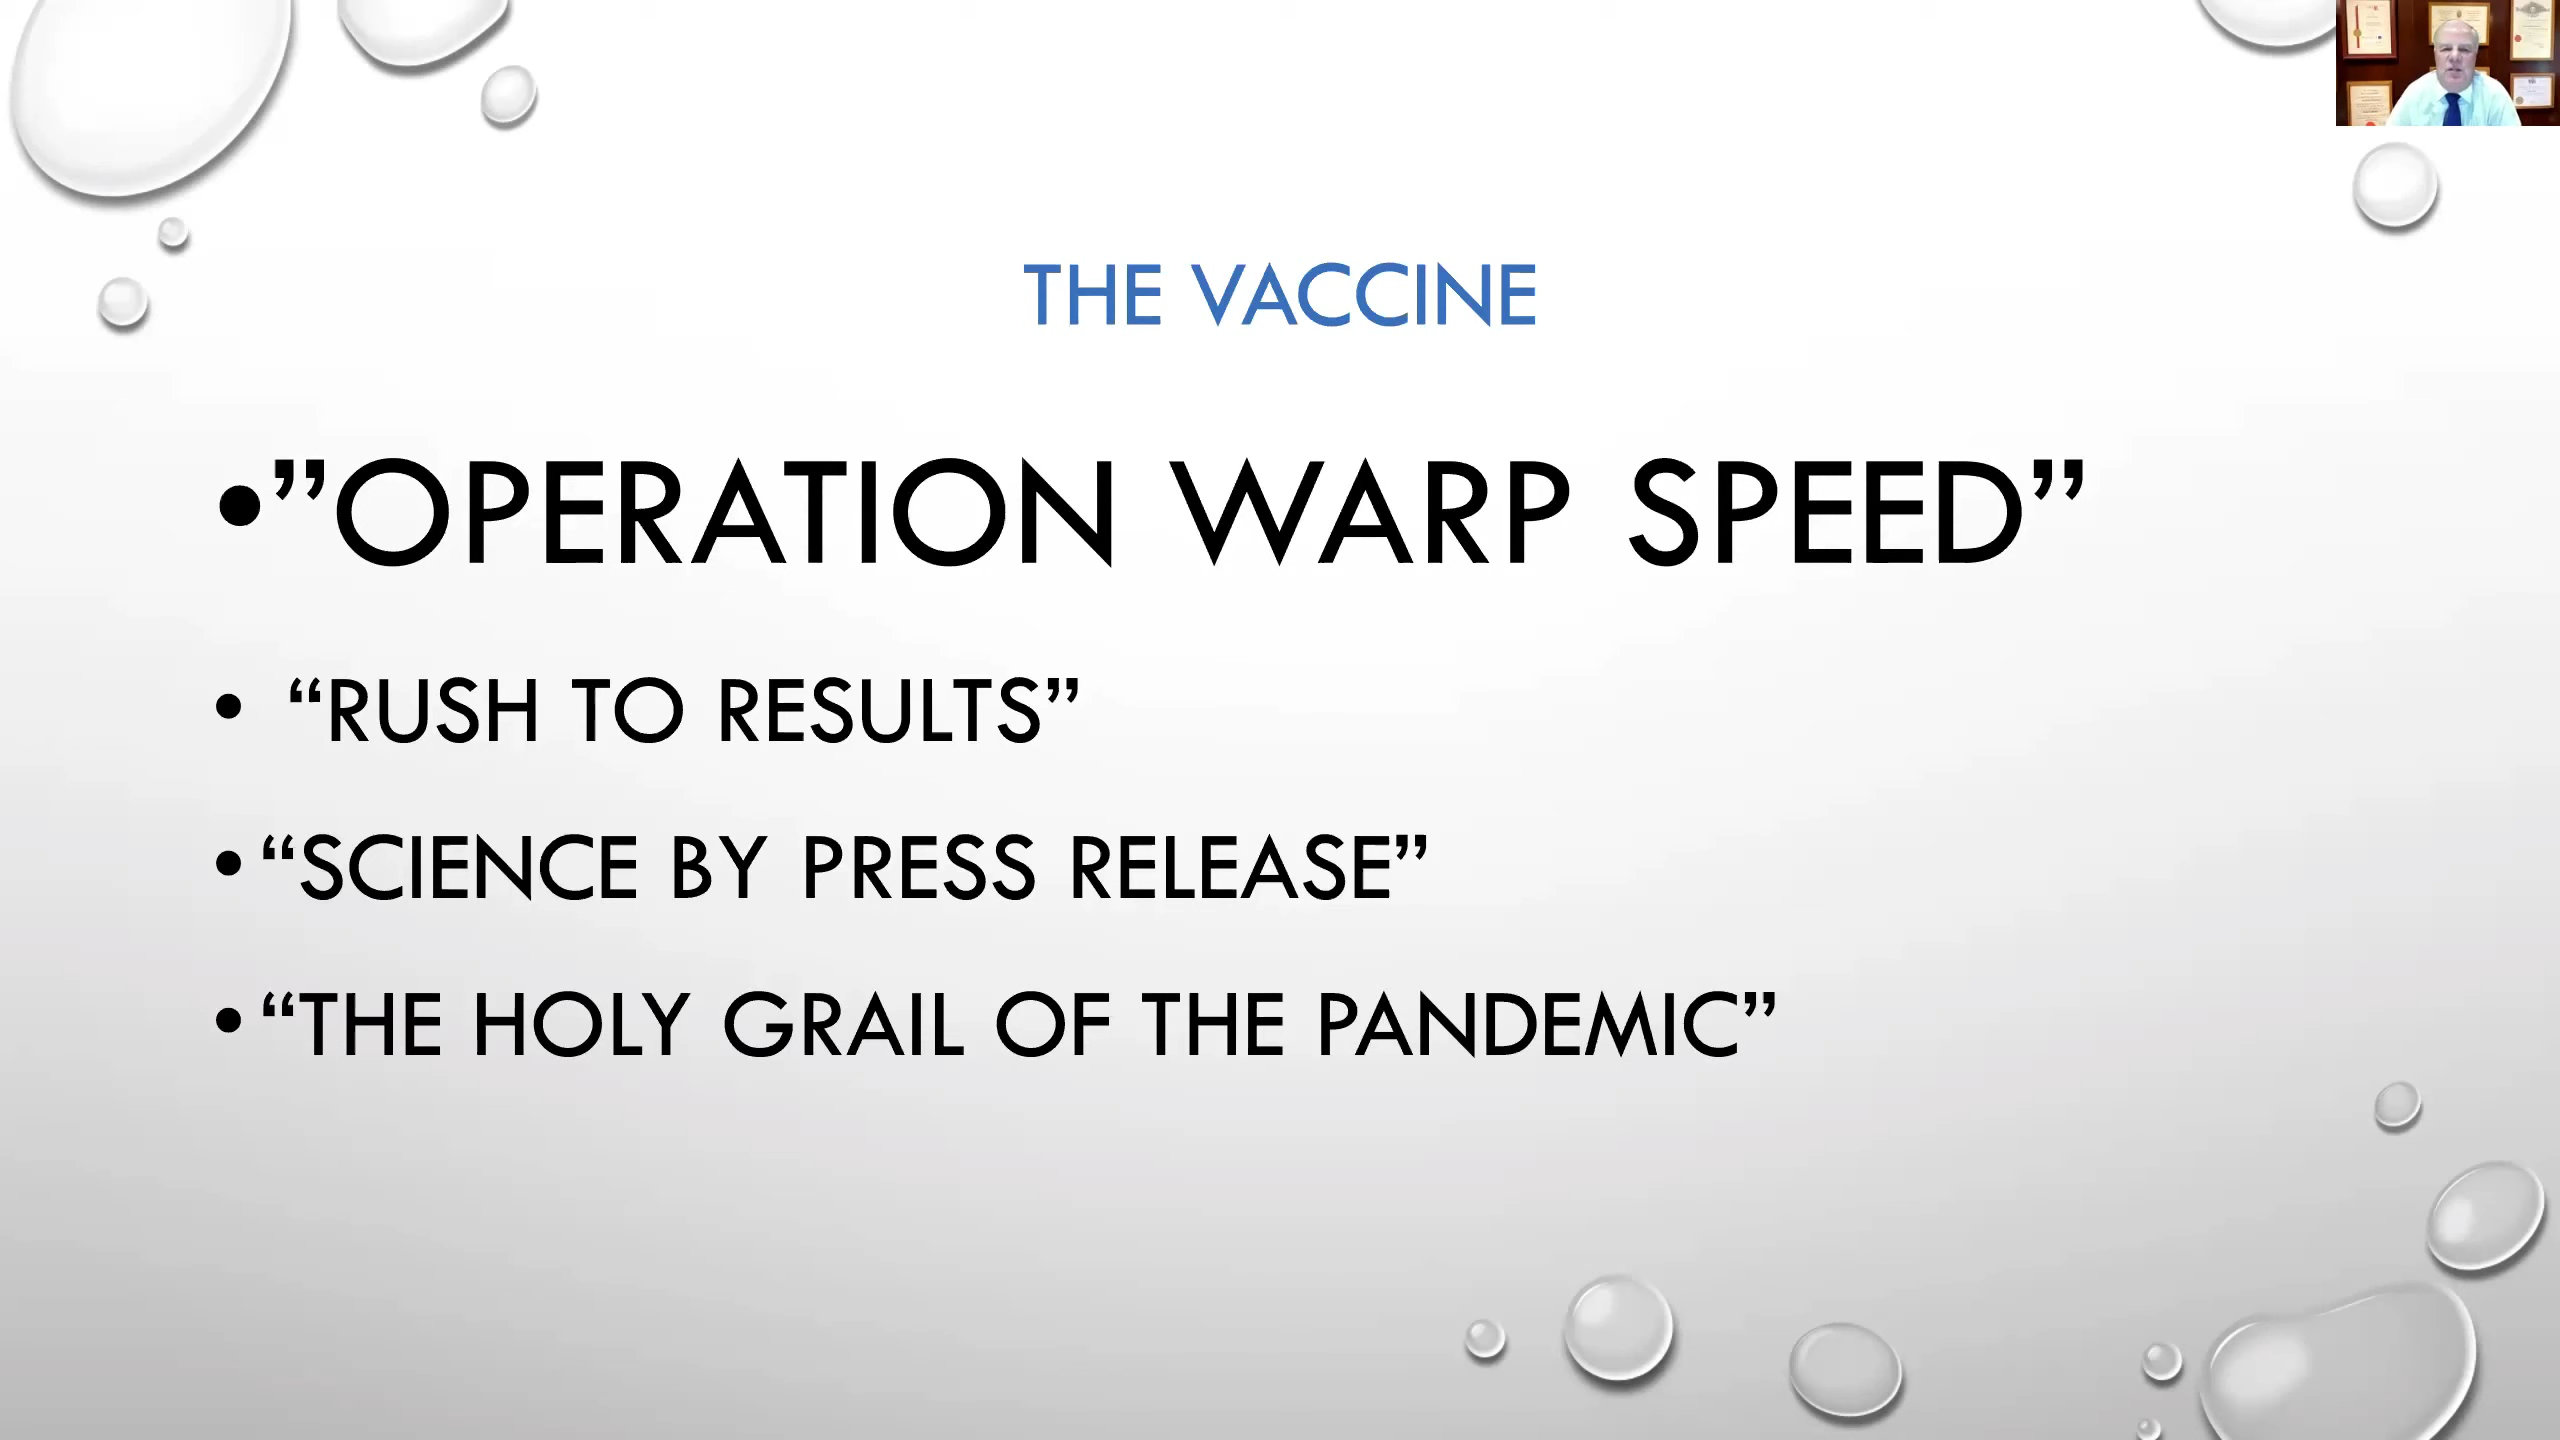 THE VACCINE
•”OPERATION WARP SPEED”
• “RUSH TO RESULTS”
• “SCIENCE BY PRESS RELEASE”
• “THE HOLY GRAIL OF THE PANDEMIC”